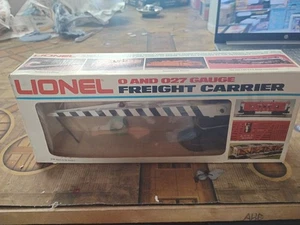 LIONEL
O AND O27 GAUGE
FREIGHT CARRIER